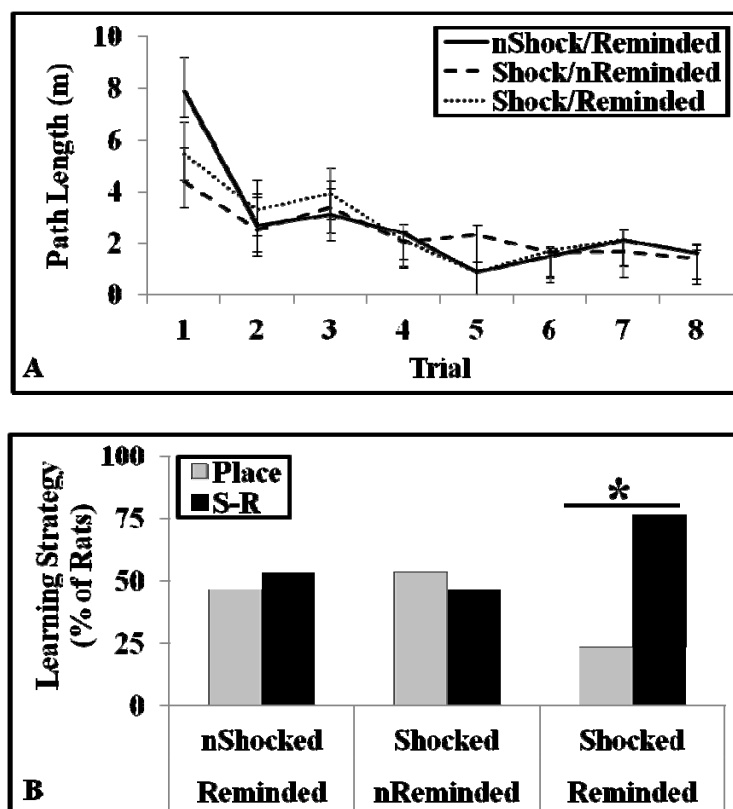 10
8
6
4
2
0
Path Length (m)
nShock/Reminded
Shock/nReminded
Shock/Reminded
1 2 3 4 5 6 7 8
Trial
A
100
75
50
25
0
Learning Strategy
(% of Rats)
Place
S-R
*
nShocked Shocked Shocked
Reminded nReminded Reminded
B